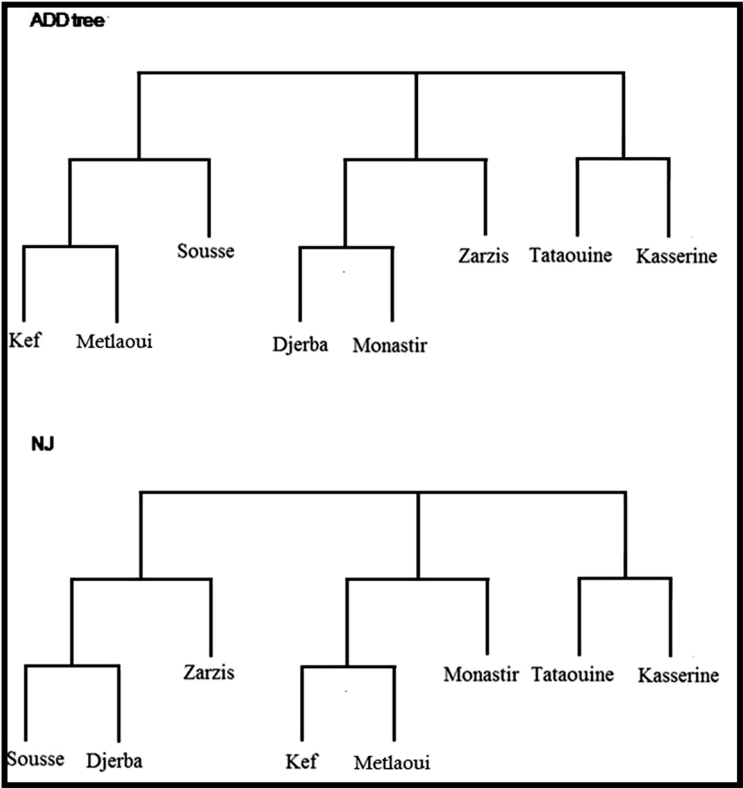 ADD tree
Sousse
Zarzis Tataouine Kasserine
Kef Metlaoui
Djerba Monastir
NJ
Zarzis
Monastir Tataouine Kasserine
Sousse Djerba
Kef Metlaoui